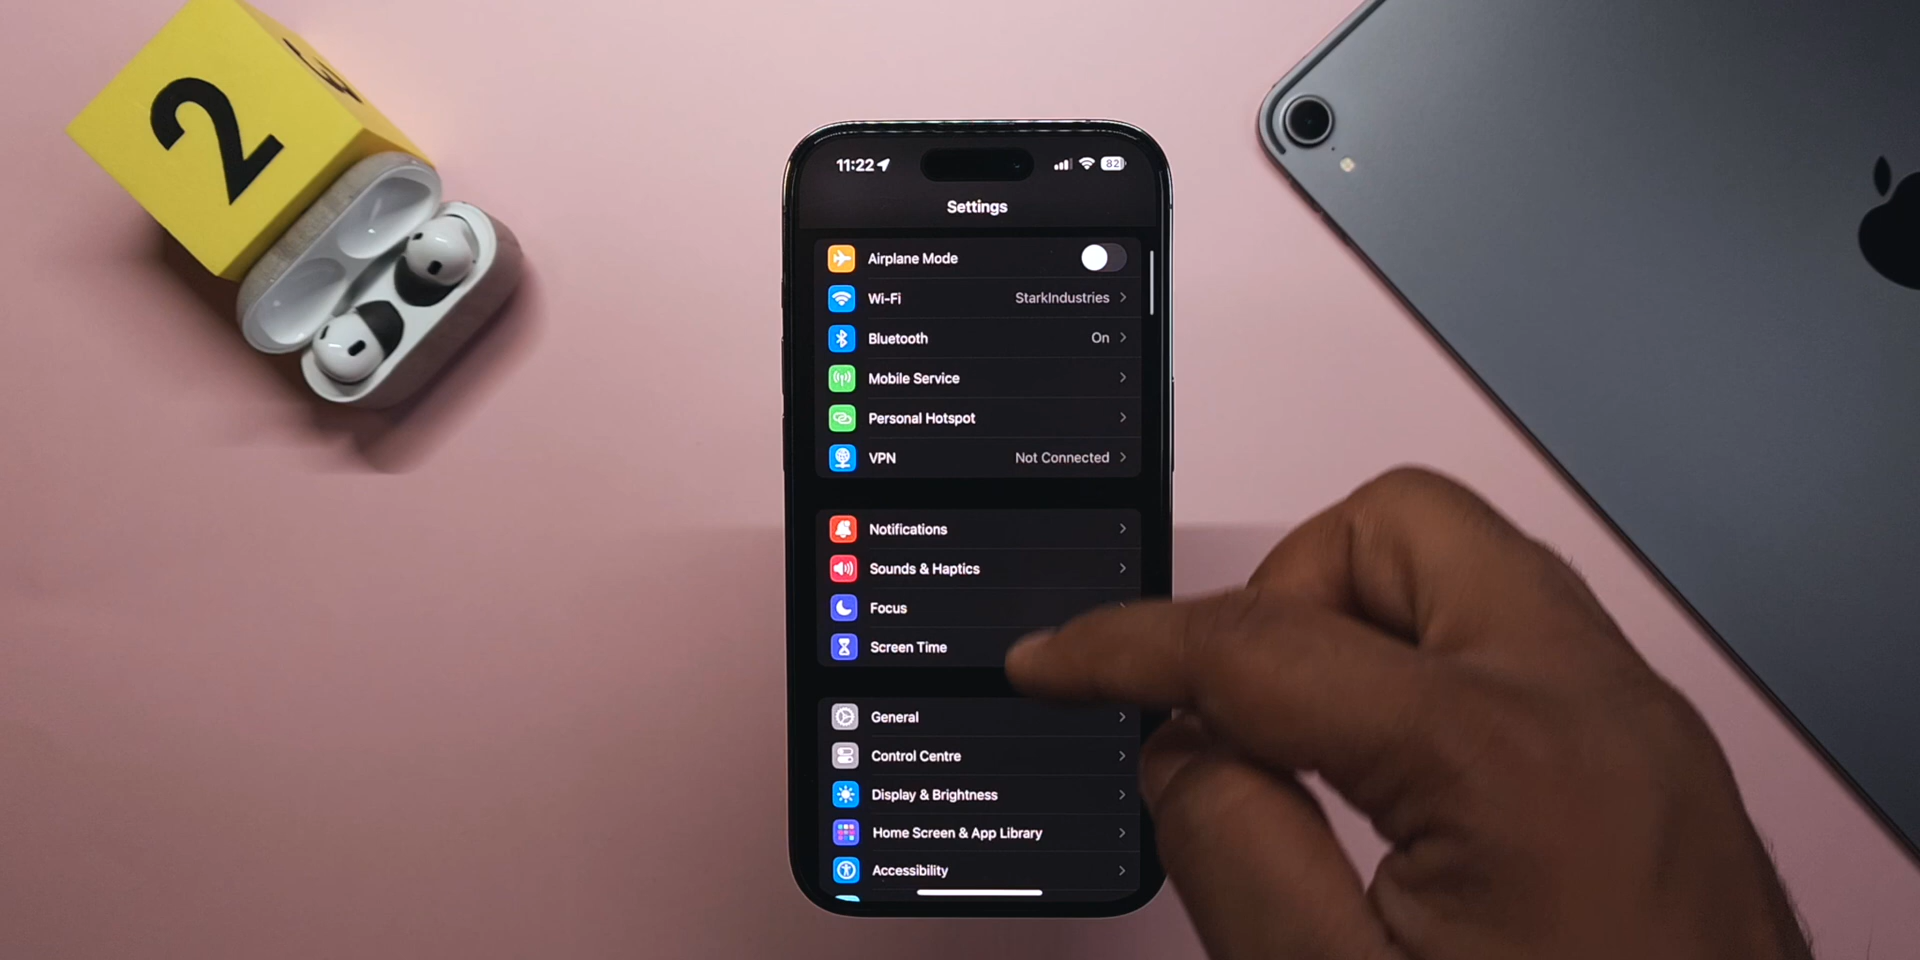 2
3
11:22
82
Settings
Airplane Mode
Wi-Fi StarkIndustries
Bluetooth On
Mobile Service
Personal Hotspot
VPN Not Connected
Notifications
Sounds & Haptics
Focus
Screen Time
General
Control Centre
Display & Brightness
Home Screen & App Library
Accessibility